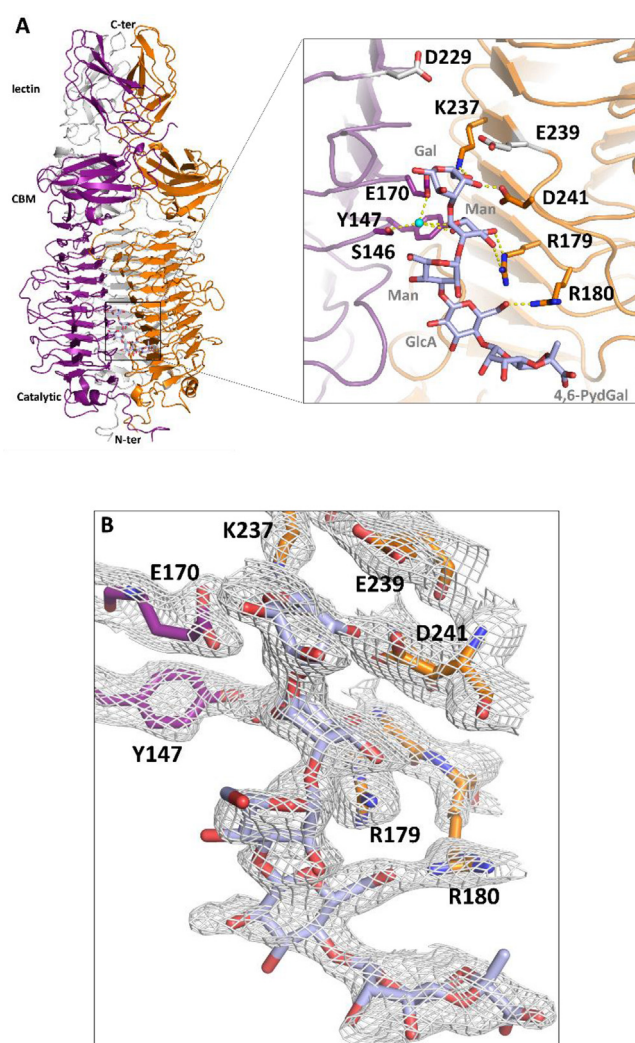 A
C-ter
lectin
CBM
Catalytic
N-ter
D229
K237
E239
Gal
E170
D241
Man
Y147
R179
S146
R180
Man
GlcA
4,6-PydGal
B
K237
E170
E239
D241
Y147
R179
R180